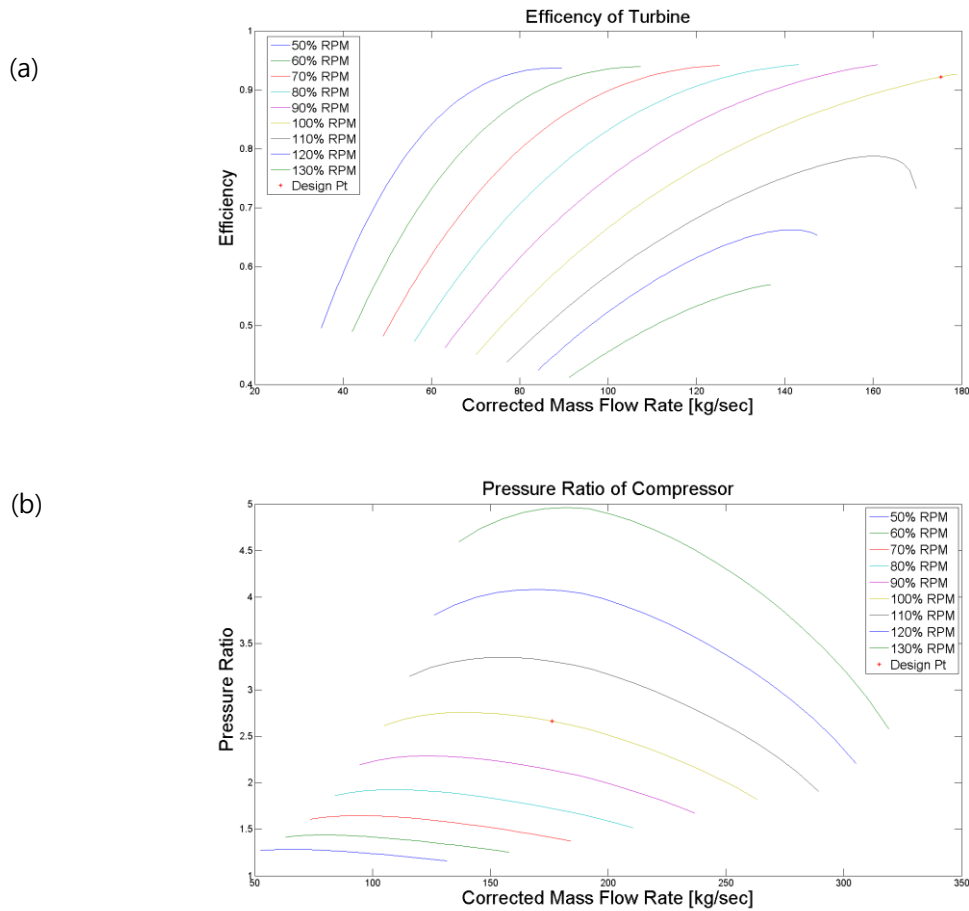 (a)
Efficency of Turbine
Efficiency
1
0.9
0.8
0.7
0.6
0.5
0.4
50% RPM
60% RPM
70% RPM
80% RPM
90% RPM
100% RPM
110% RPM
120% RPM
130% RPM
Design Pt
20 40 60 80 100 120 140 160 180
Corrected Mass Flow Rate [kg/sec]
(b)
Pressure Ratio of Compressor
Pressure Ratio
5
4.5
4
3.5
3
2.5
2
1.5
1
50% RPM
60% RPM
70% RPM
80% RPM
90% RPM
100% RPM
110% RPM
120% RPM
130% RPM
Design Pt
50 100 150 200 250 300 350
Corrected Mass Flow Rate [kg/sec]